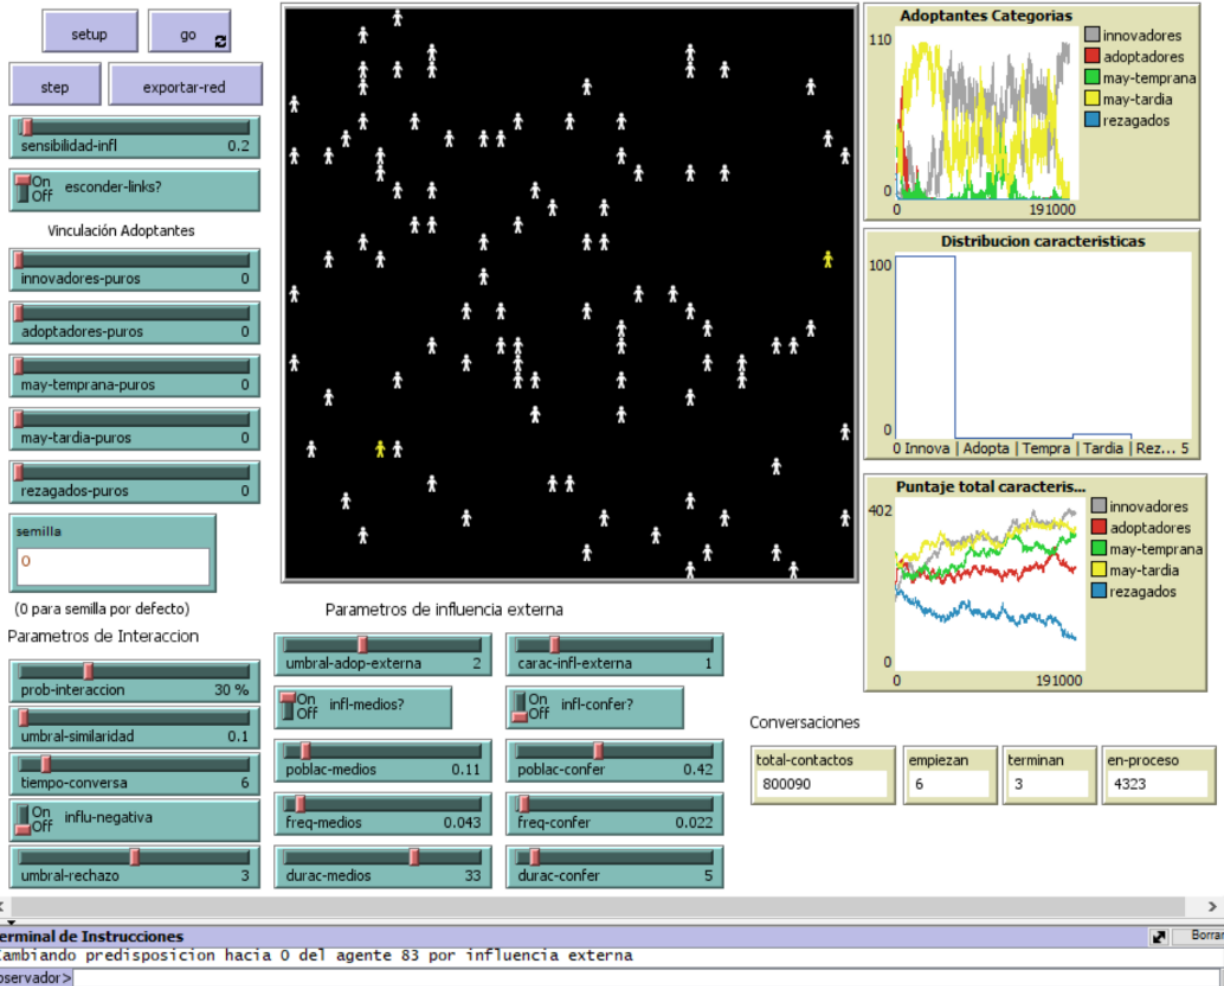 setup
go
step
exportar-red
sensibilidad-infl 0.2
On
Off
esconder-links?
Vinculación Adoptantes
innovadores-puros 0
adoptadores-puros 0
may-temprana-puros 0
may-tardia-puros 0
rezagados-puros 0
semilla
0
(0 para semilla por defecto)
Parametros de Interaccion
prob-interaccion 30 %
umbral-similaridad 0.1
tiempo-conversa 6
On
Off
influ-negativa
umbral-rechazo 3
Parametros de influencia externa
umbral-adop-externa 2
carac-infl-externa 1
On
Off
infl-medios?
On
Off
infl-confer?
poblac-medios 0.11
poblac-confer 0.42
freq-medios 0.043
freq-confer 0.022
durac-medios 33
durac-confer 5
Adoptantes Categorias
110
0
0
191000
innovadores
adoptadores
may-temprana
may-tardia
rezagados
Distribucion caracteristicas
100
0
0 Innova | Adopta | Tempra | Tardia | Rez... 5
Puntaje total caracteris...
402
0
0
191000
innovadores
adoptadores
may-temprana
may-tardia
rezagados
Conversaciones
total-contactos
800090
empiezan
6
terminan
3
en-proceso
4323
erminal de Instrucciones
Borrar
ambiando predisposicion hacia 0 del agente 83 por influencia externa
bservador>